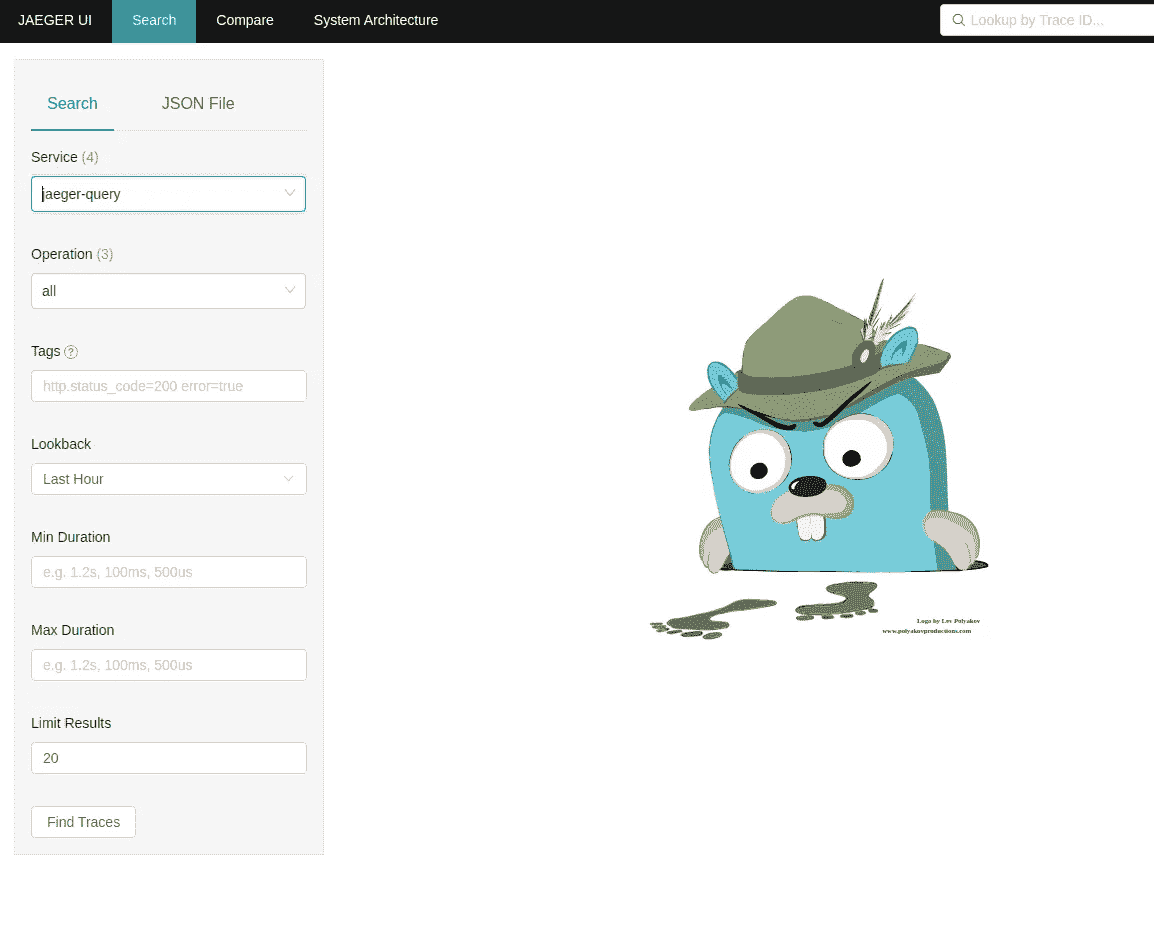 JAEGER UI Search Compare System Architecture Lookup by Trace ID...
Search JSON File
Service (4)
jaeger-query
Operation (3)
all
Tags ?
http.status_code=200 error=true
Lookback
Last Hour
Min Duration
e.g. 1.2s, 100ms, 500us
Max Duration
e.g. 1.2s, 100ms, 500us
Limit Results
20
Find Traces
Logo by Lev Polyakov
www.polyakovproductions.com